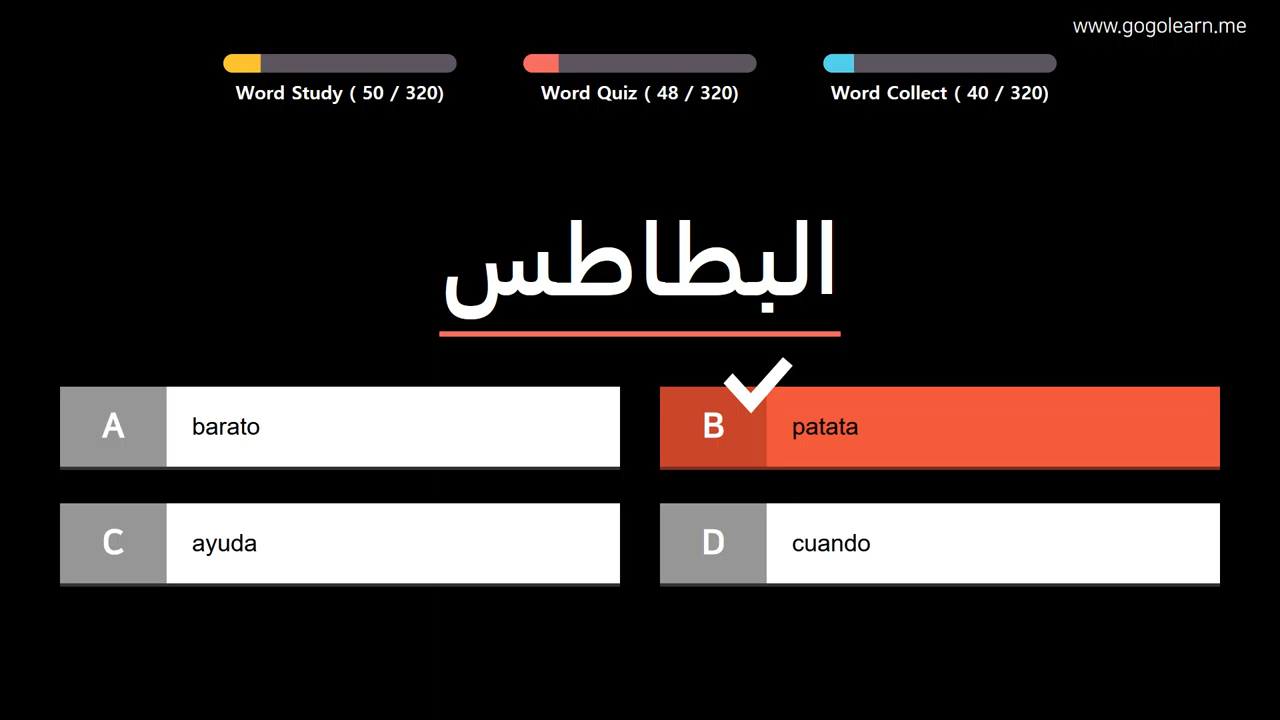 www.gogolearn.me
Word Study ( 50 / 320)
Word Quiz ( 48 / 320)
Word Collect ( 40 / 320)
البطاطس
A
barato
B
patata
C
ayuda
D
cuando